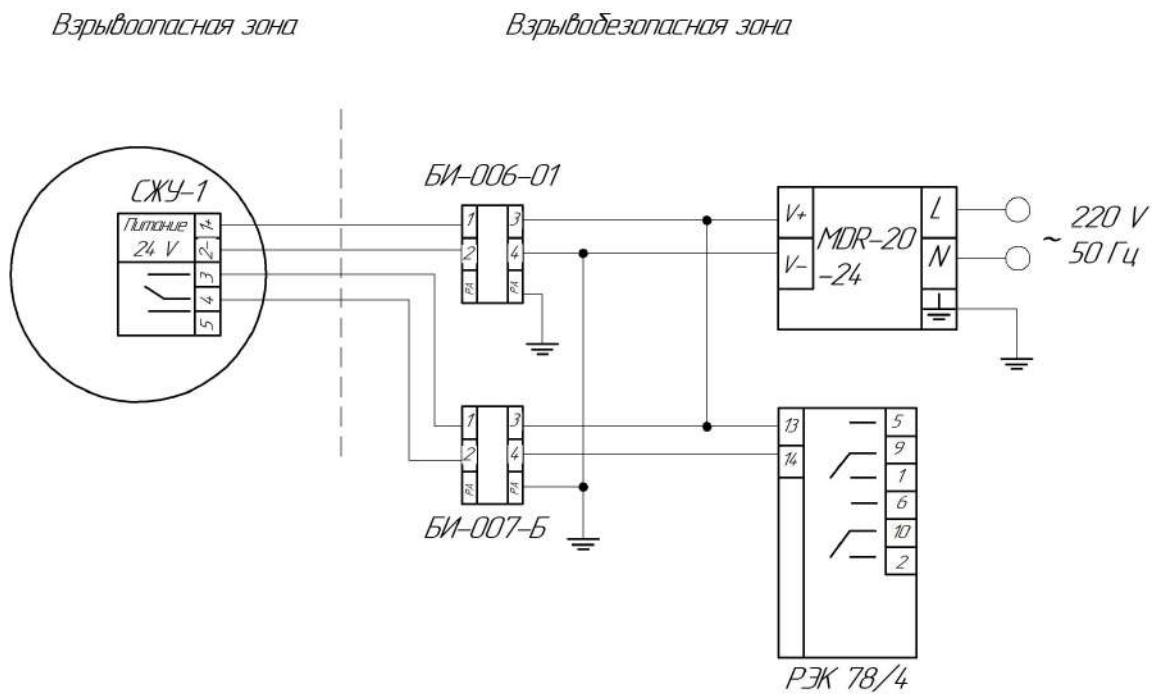 Взрывоопасная зона
Взрывобезопасная зона
СЖУ-1
Питание
24 V
1+
2-
3
4
5
БИ-006-01
1
2
PA
3
4
PA
V+
V-
MDR-20
-24
L
N
220 V
~ 50 Гц
1
2
PA
3
4
PA
БИ-007-Б
13
14
5
9
1
6
10
2
РЭК 78/4